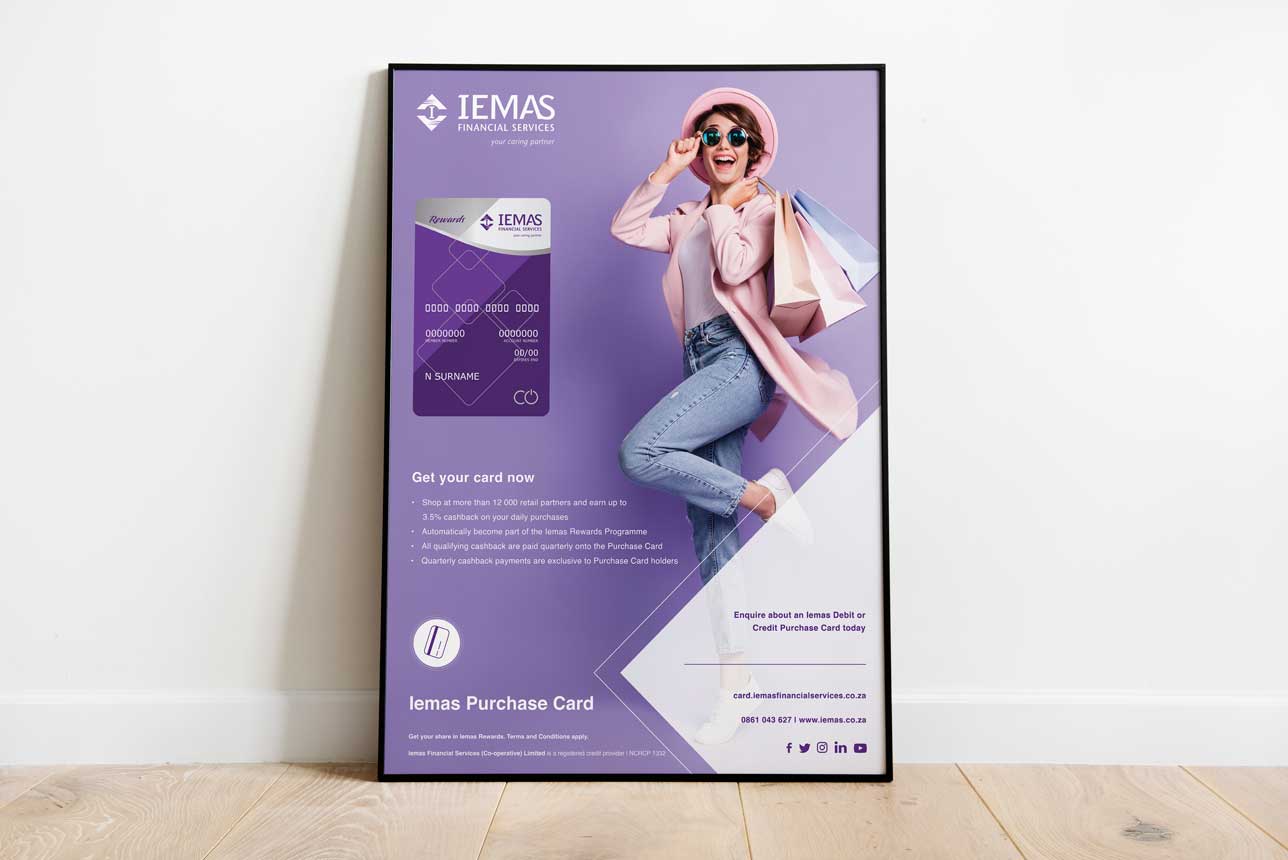 IEMAS
FINANCIAL SERVICES
your caring partner
Rewards
IEMAS
FINANCIAL SERVICES
your caring partner
0000 0000 0000 0000
0000000 0000000
MEMBER NUMBER ACCOUNT NUMBER
00/00
EXPIRES END
N SURNAME
Get your card now
• Shop at more than 12 000 retail partners and earn up to
3.5% cashback on your daily purchases
• Automatically become part of the Iemas Rewards Programme
• All qualifying cashback are paid quarterly onto the Purchase Card
• Quarterly cashback payments are exclusive to Purchase Card holders
Enquire about an Iemas Debit or
Credit Purchase Card today
Iemas Purchase Card
card.iemasfinancialservices.co.za
0861 043 627 | www.iemas.co.za
Get your share in Iemas Rewards. Terms and Conditions apply.
Iemas Financial Services (Co-operative) Limited is a registered credit provider | NCRCP 1332